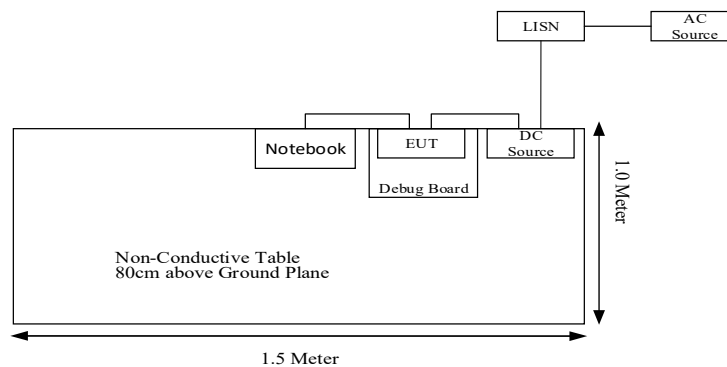 LISN
AC
Source
Notebook
EUT
DC
Source
Debug Board
1.0 Meter
Non-Conductive Table
80cm above Ground Plane
1.5 Meter